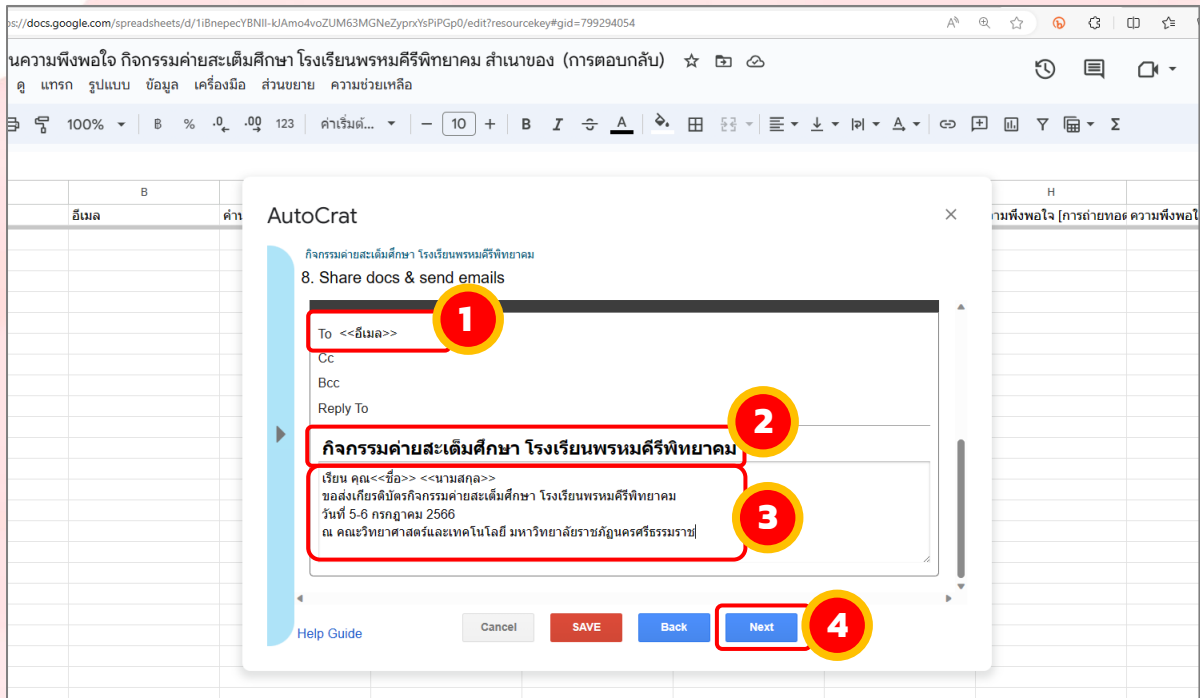 ps://docs.google.com/spreadsheets/d/1iBnepecYBNlI-kJAmo4voZUM63MGNeZyprxYsPiPGp0/edit?resourcekey#gid=799294054
นความพึงพอใจ กิจกรรมค่ายสะเต็มศึกษา โรงเรียนพรหมคีรีพิทยาคม สำเนาของ (การตอบกลับ)
ดู แทรก รูปแบบ ข้อมูล เครื่องมือ ส่วนขยาย ความช่วยเหลือ
100% ฿ % .0 .00 123 ค่าเริ่มต้... − 10 + B I S A Σ
B H
อีเมล คำน ามพึงพอใจ [การถ่ายทอด ความพึงพอใ
AutoCrat
กิจกรรมค่ายสะเต็มศึกษา โรงเรียนพรหมคีรีพิทยาคม
8. Share docs & send emails
1
To <<อีเมล>>
Cc
Bcc
Reply To
2
กิจกรรมค่ายสะเต็มศึกษา โรงเรียนพรหมคีรีพิทยาคม
เรียน คุณ<<ชื่อ>> <<นามสกุล>>
ขอส่งเกียรติบัตรกิจกรรมค่ายสะเต็มศึกษา โรงเรียนพรหมคีรีพิทยาคม
วันที่ 5-6 กรกฎาคม 2566
ณ คณะวิทยาศาสตร์และเทคโนโลยี มหาวิทยาลัยราชภัฏนครศรีธรรมราช
3
Help Guide Cancel SAVE Back Next 4